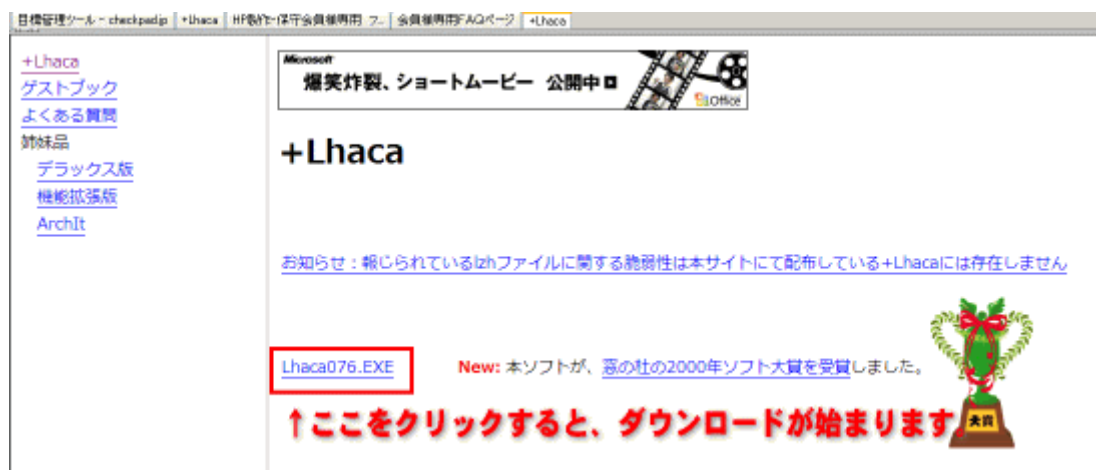 目標管理ツール - checkpad.jp
+Lhaca
HP製作・保守会員様専用 フ...
会員様専用FAQページ
+Lhaca
+Lhaca
ゲストブック
よくある質問
姉妹品
デラックス版
機能拡張版
ArchIt
Microsoft
爆笑炸裂、ショートムービー 公開中
Office
+Lhaca
お知らせ：報じられているlzhファイルに関する脆弱性は本サイトにて配布している+Lhacaには存在しません
Lhaca076.EXE
New: 本ソフトが、窓の杜の2000年ソフト大賞を受賞しました。
↑ここをクリックすると、ダウンロードが始まります
大賞